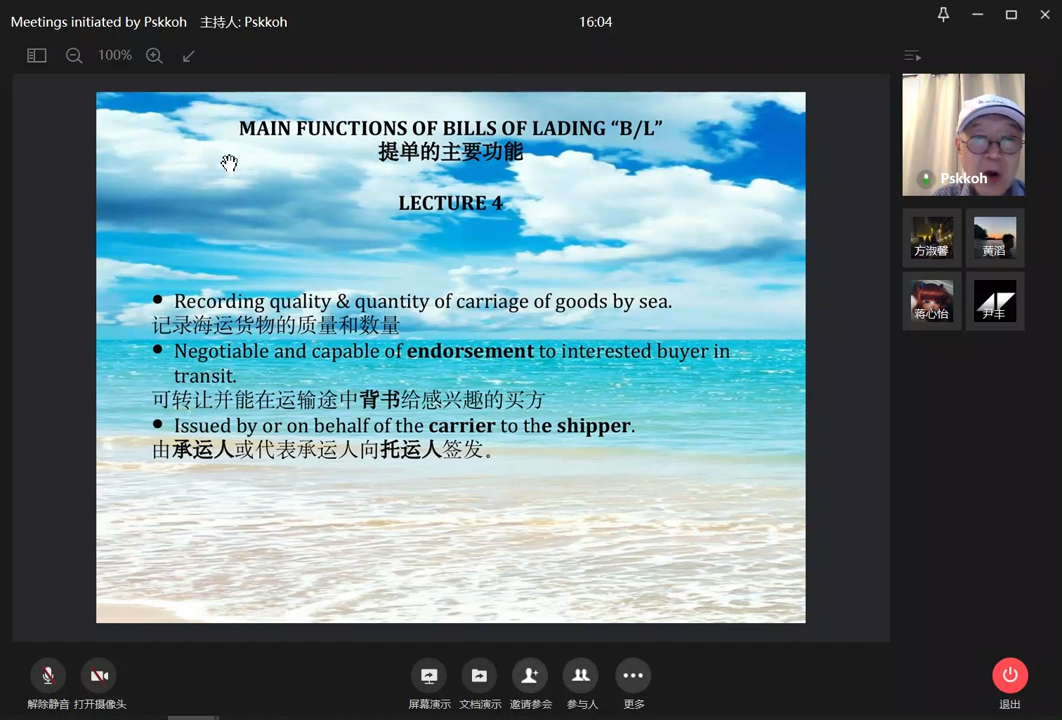 Meetings initiated by Pskkoh 主持人: Pskkoh
16:04
100%
MAIN FUNCTIONS OF BILLS OF LADING “B/L”
提单的主要功能
LECTURE 4
● Recording quality & quantity of carriage of goods by sea.
记录海运货物的质量和数量
● Negotiable and capable of endorsement to interested buyer in
transit.
可转让并能在运输途中背书给感兴趣的买方
● Issued by or on behalf of the carrier to the shipper.
由承运人或代表承运人向托运人签发。
Pskkoh
方淑馨
黄滔
蒋心怡
尹丰
解除静音
打开摄像头
屏幕演示
文档演示
邀请参会
参与人
更多
退出